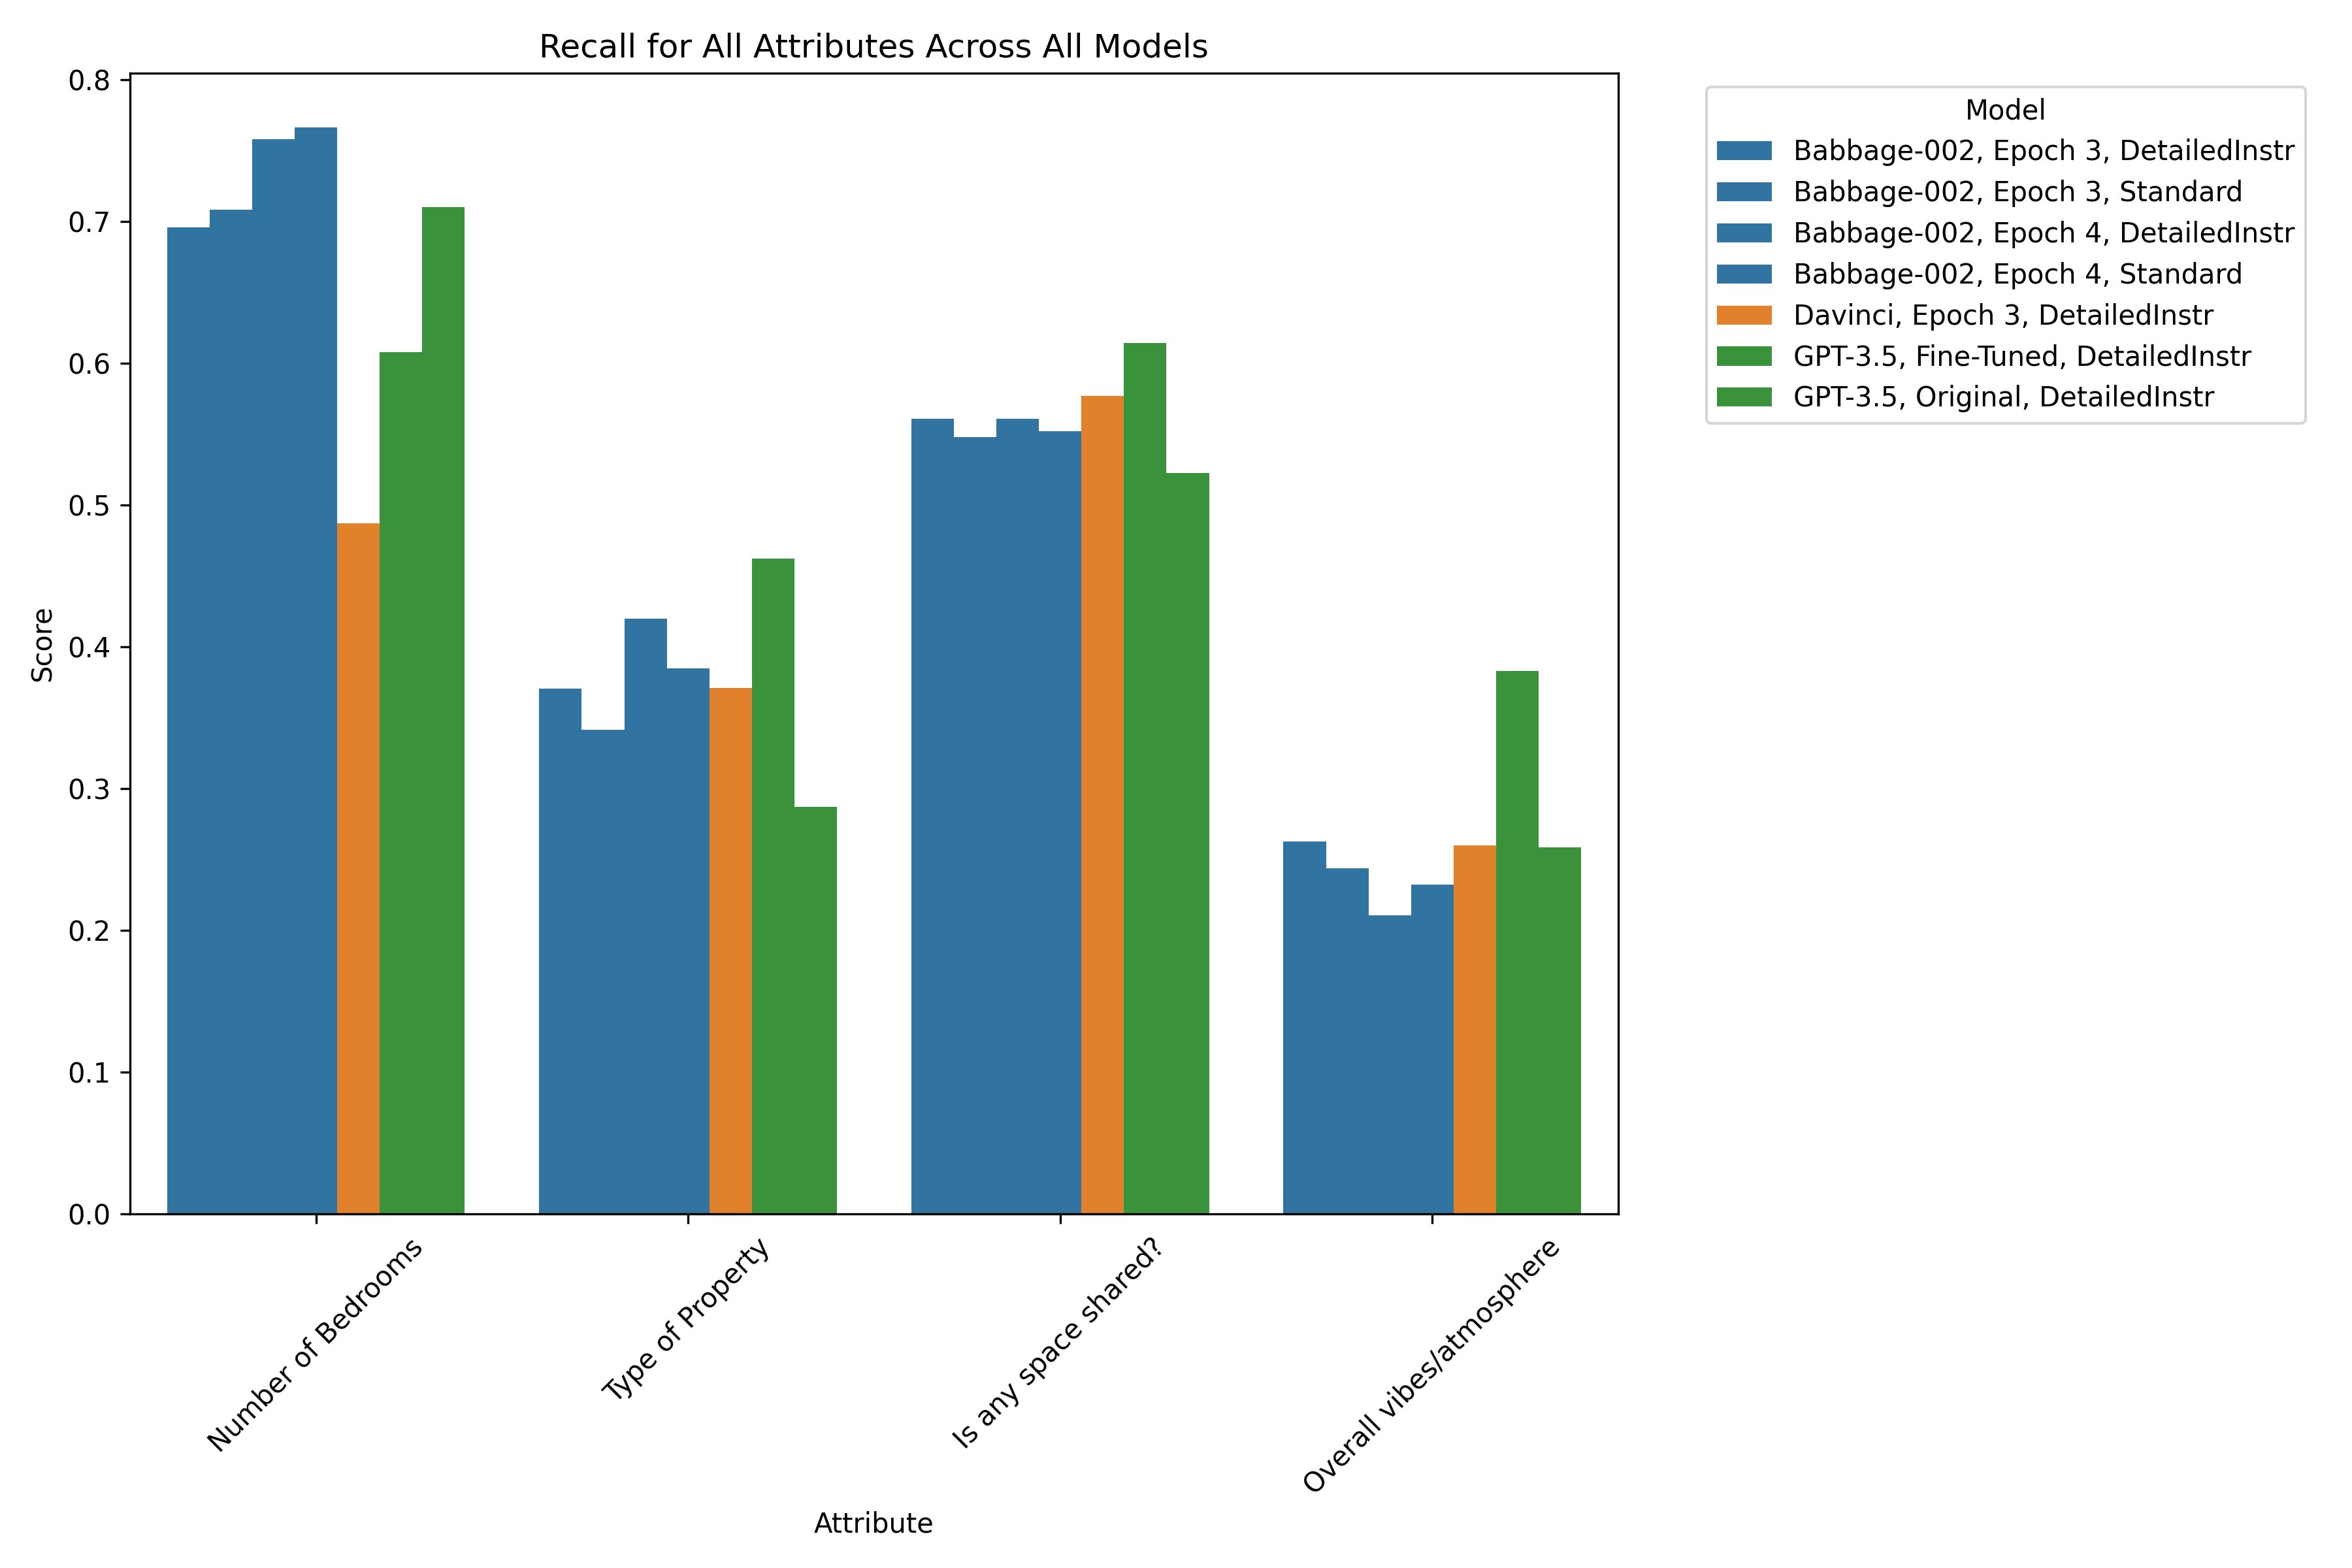 Recall for All Attributes Across All Models
Score
0.8
0.7
0.6
0.5
0.4
0.3
0.2
0.1
0.0
Number of Bedrooms
Type of Property
Is any space shared?
Overall vibes/atmosphere
Attribute
Model
Babbage-002, Epoch 3, DetailedInstr
Babbage-002, Epoch 3, Standard
Babbage-002, Epoch 4, DetailedInstr
Babbage-002, Epoch 4, Standard
Davinci, Epoch 3, DetailedInstr
GPT-3.5, Fine-Tuned, DetailedInstr
GPT-3.5, Original, DetailedInstr